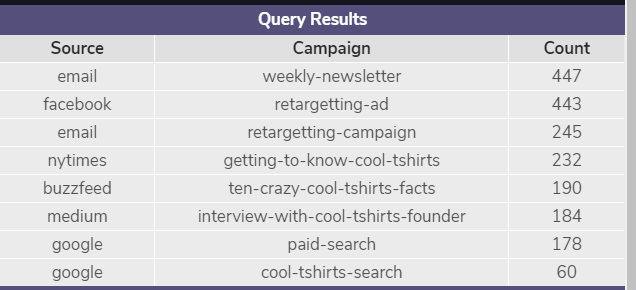 Query Results
Source Campaign Count
email weekly-newsletter 447
facebook retargetting-ad 443
email retargetting-campaign 245
nytimes getting-to-know-cool-tshirts 232
buzzfeed ten-crazy-cool-tshirts-facts 190
medium interview-with-cool-tshirts-founder 184
google paid-search 178
google cool-tshirts-search 60